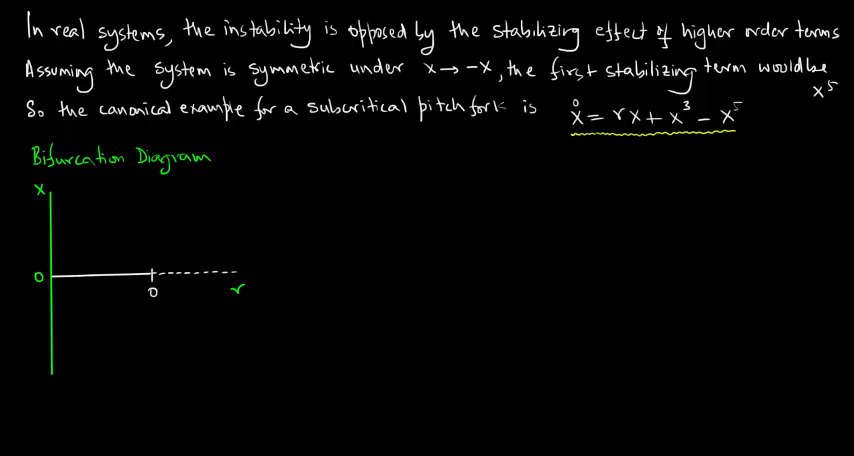 In real systems, the instability is opposed by the stabilizing effect of higher order terms
Assuming the system is symmetric under x → -x, the first stabilizing term would be x⁵
So the canonical example for a subcritical pitchfork is ẋ = rx + x³ - x⁵
Bifurcation Diagram
x
0
0
r